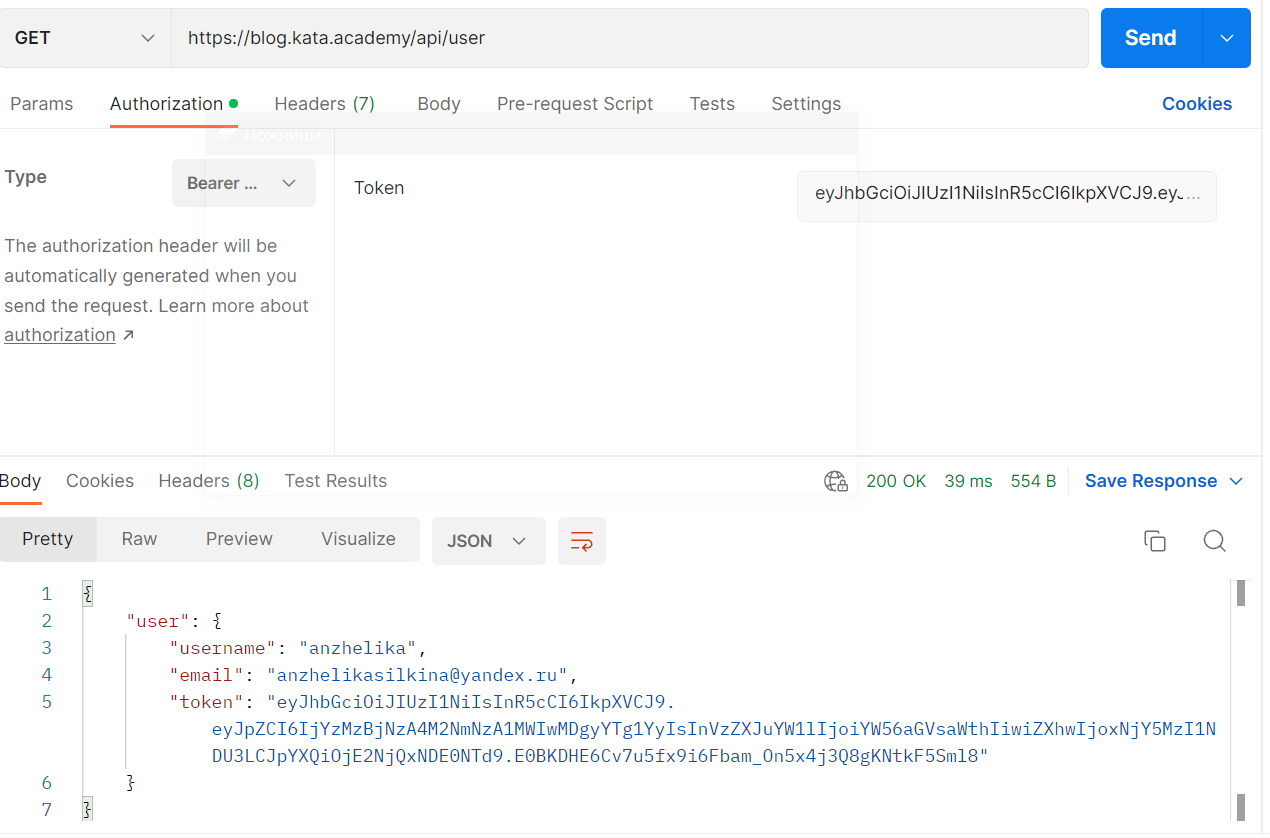 GET https://blog.kata.academy/api/user Send
Params Authorization Headers (7) Body Pre-request Script Tests Settings Cookies
Ножницы
Type Bearer ... Token eyJhbGciOiJIUzI1NiIsInR5cCI6IkpXVCJ9.eyJ...
The authorization header will be
automatically generated when you
send the request. Learn more about
authorization ↗
Body Cookies Headers (8) Test Results 200 OK 39 ms 554 B Save Response
Pretty Raw Preview Visualize JSON
1 {
2 "user": {
3 "username": "anzhelika",
4 "email": "anzhelikasilkina@yandex.ru",
5 "token": "eyJhbGciOiJIUzI1NiIsInR5cCI6IkpXVCJ9.
eyJpZCI6IjYzMzBjNzA4M2NmNzA1MWIwMDgyYTg1YyIsInVzZXJuYW1lIjoiYW56aGVsaWthIiwiZXhwIjoxNjY5MzI1N
DU3LCJpYXQiOjE2NjQxNDE0NTd9.E0BKDHE6Cv7u5fx9i6Fbam_On5x4j3Q8gKNtkF5Sml8"
6 }
7 }